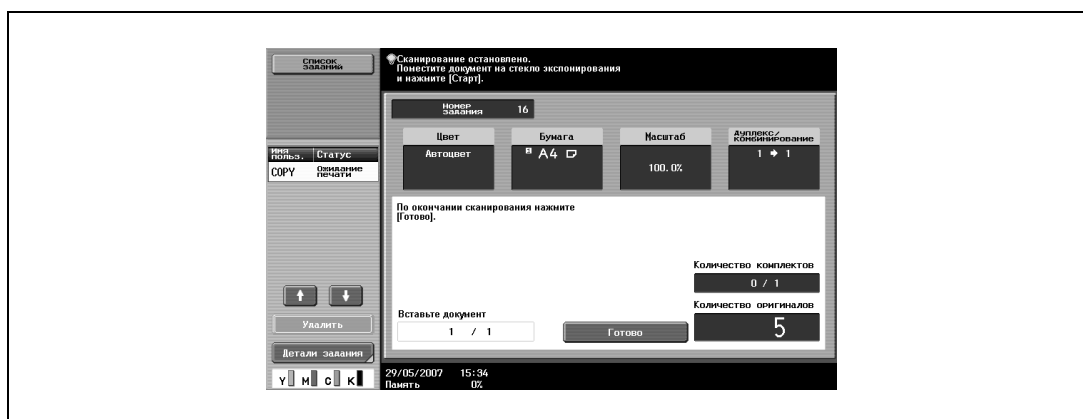 Список
заданий
Сканирование остановлено.
Поместите документ на стекло экспонирования
и нажмите [Старт].
Номер
задания 16
Цвет Бумага Масштаб Дуплекс/
Комбинирование
Автоцвет A4 100.0% 1 → 1
Имя
польз. Статус
COPY Ожидание
печати
По окончании сканирования нажмите
[Готово].
Количество комплектов
0 / 1
Количество оригиналов
5
Вставьте документ
1 / 1
Готово
Удалить
Детали задания
Y M C K
29/05/2007 15:34
Память 0%